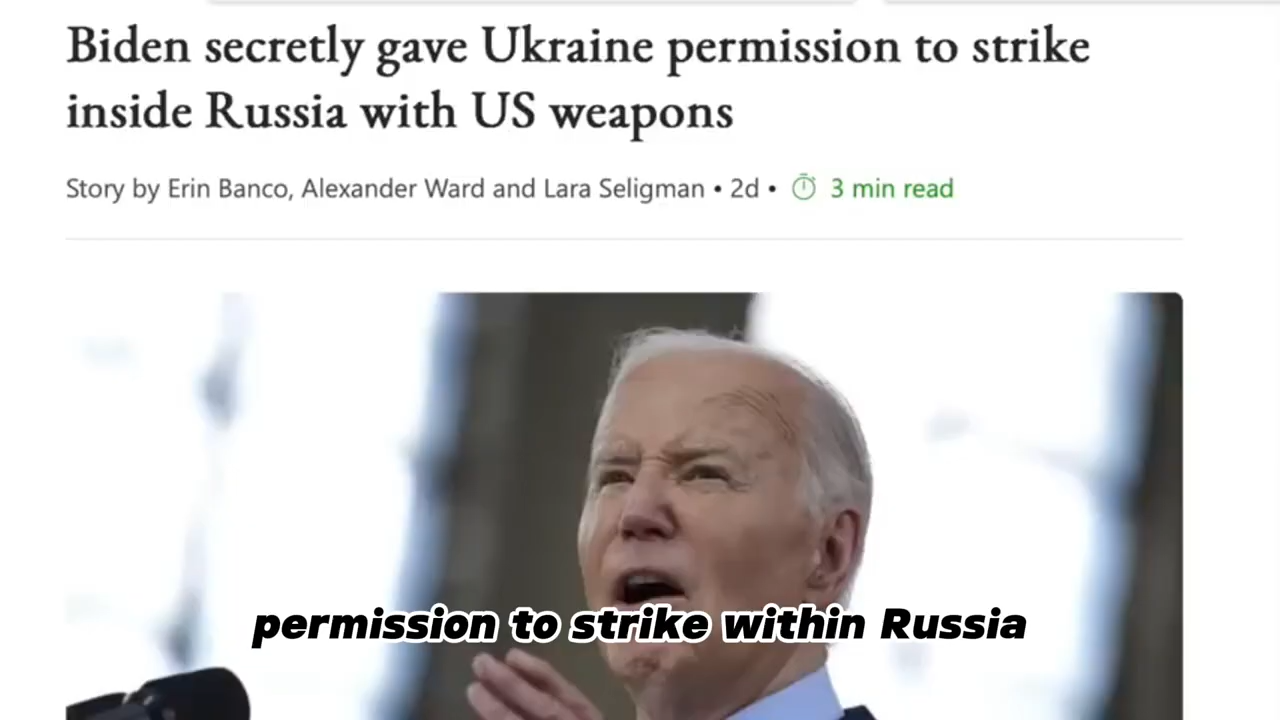 Biden secretly gave Ukraine permission to strike
inside Russia with US weapons
Story by Erin Banco, Alexander Ward and Lara Seligman • 2d • 3 min read
permission to strike within Russia